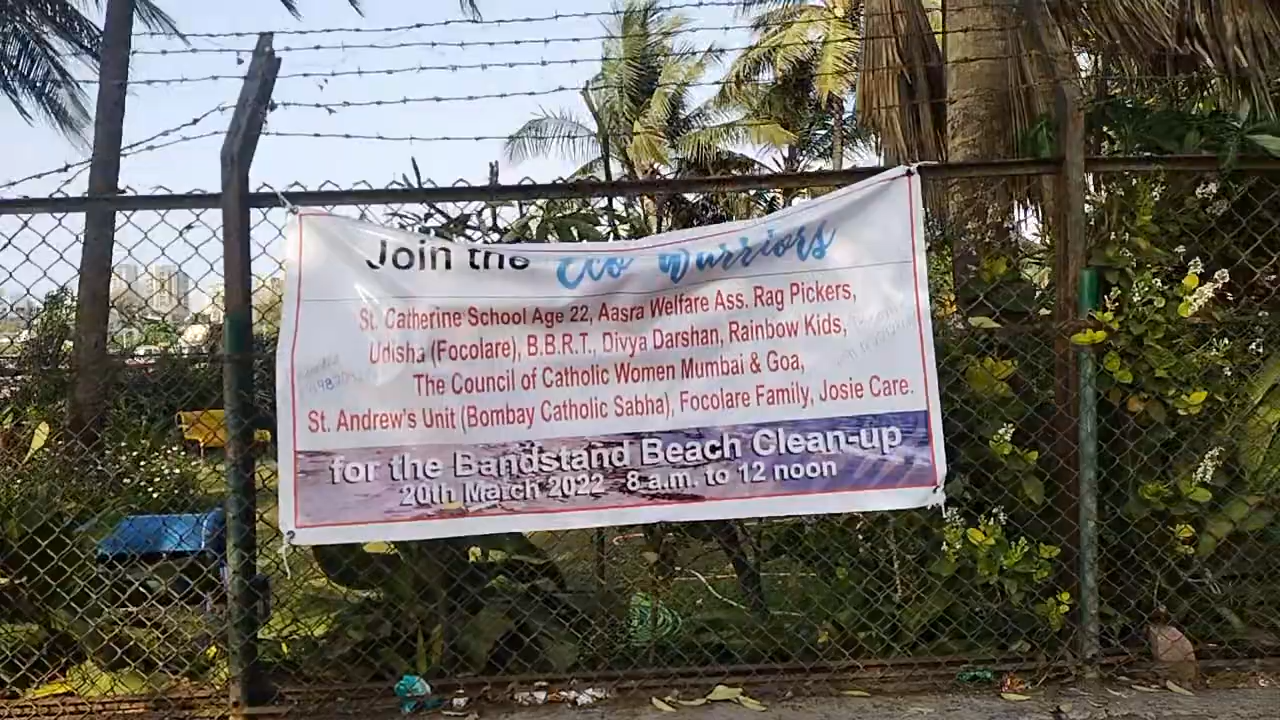 Join the Eco Warriors
St. Catherine School Age 22, Aasra Welfare Ass. Rag Pickers,
Udisha (Focolare), B.B.R.T., Divya Darshan, Rainbow Kids,
The Council of Catholic Women Mumbai & Goa,
St. Andrew's Unit (Bombay Catholic Sabha), Focolare Family, Josie Care.
for the Bandstand Beach Clean-up
20th March 2022 8 a.m. to 12 noon